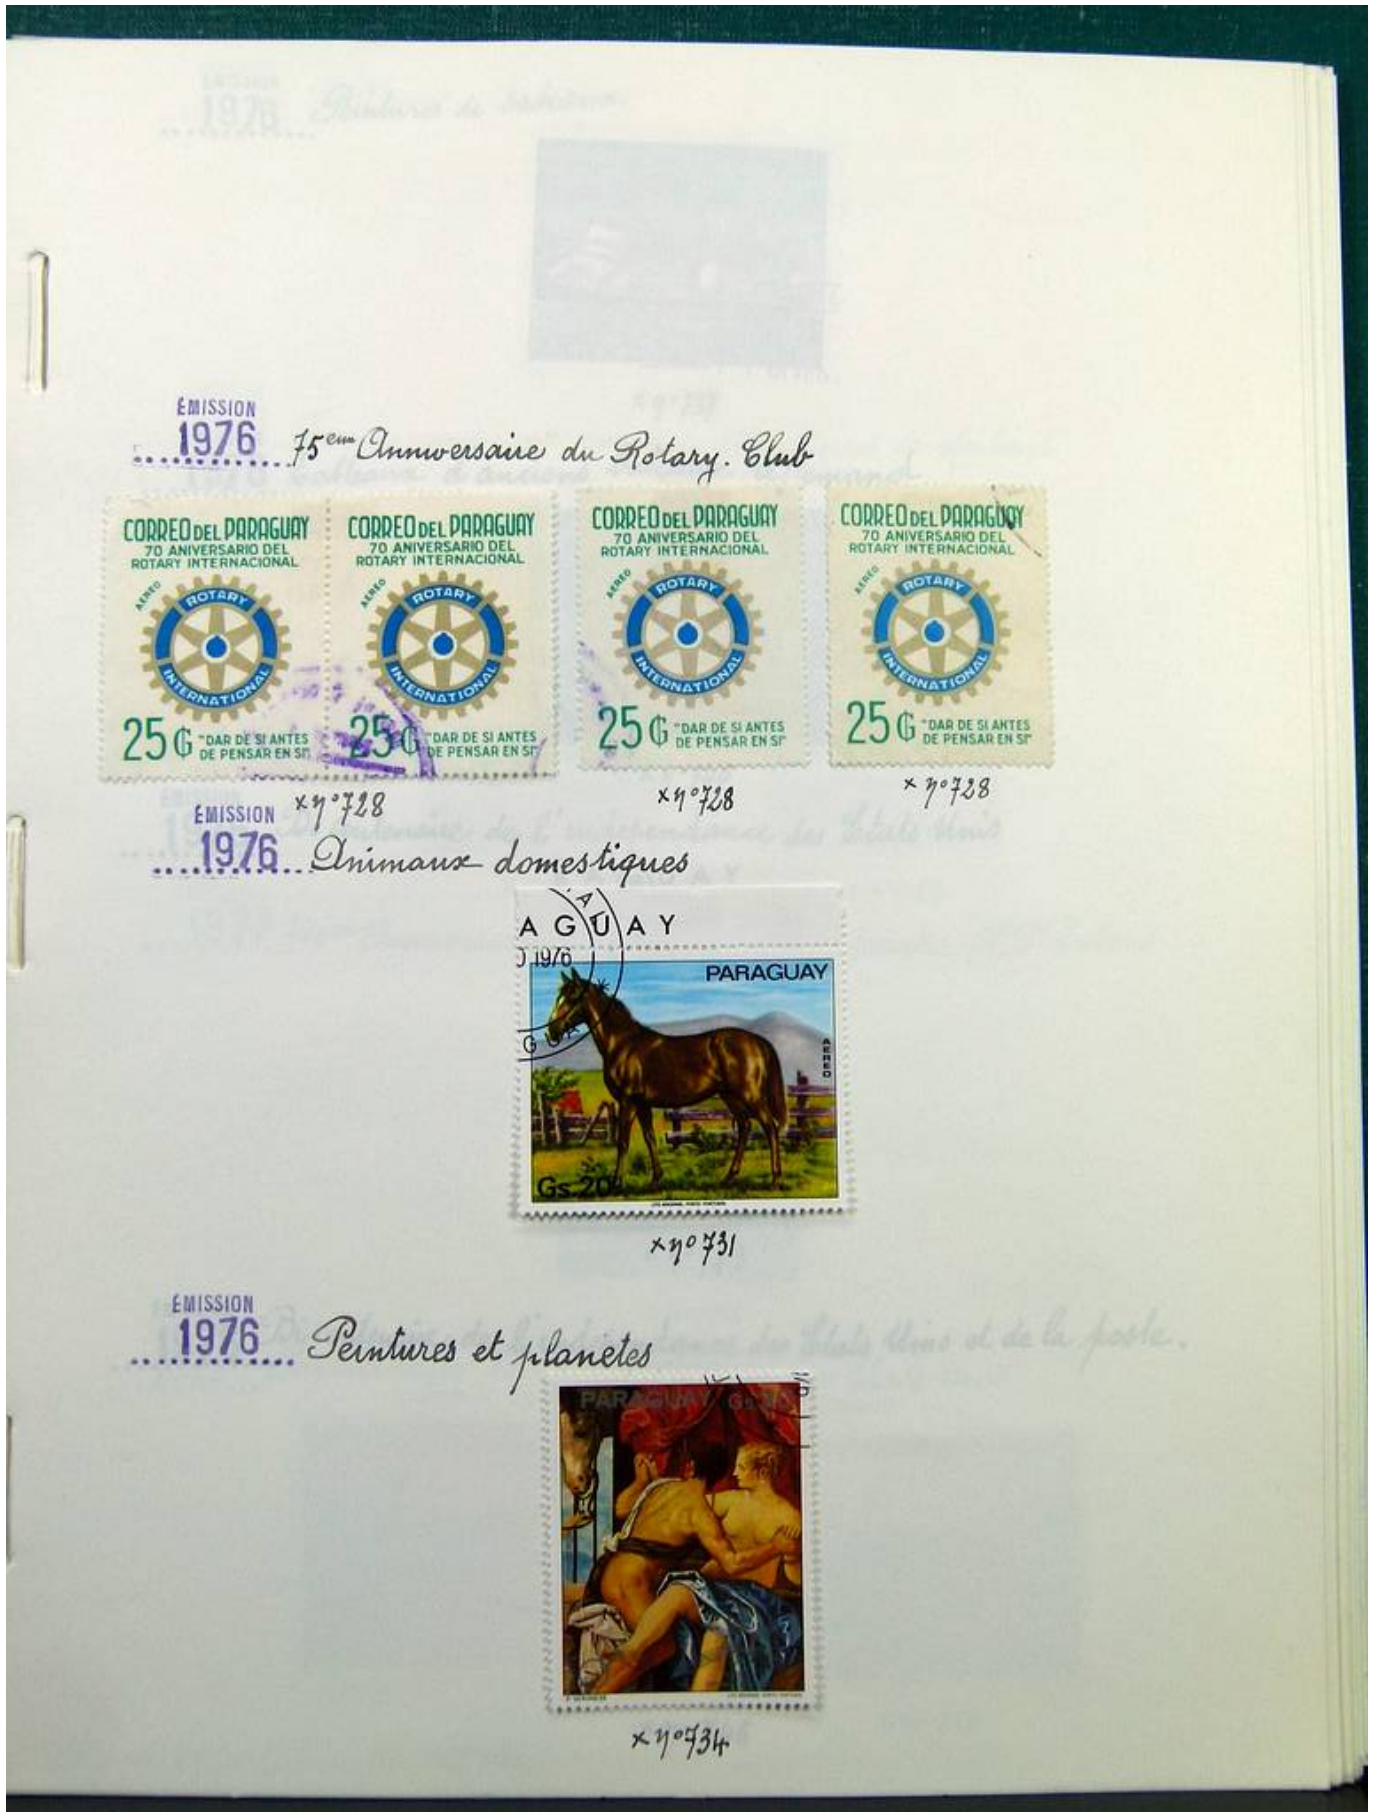 ÉMISSION
1976
75em Anniversaire du Rotary. Club
CORREO DEL PARAGUAY
70 ANIVERSARIO DEL
ROTARY INTERNACIONAL
AEREO
ROTARY
INTERNATIONAL
25 G "DAR DE SI ANTES
DE PENSAR EN SI"
CORREO DEL PARAGUAY
70 ANIVERSARIO DEL
ROTARY INTERNACIONAL
AEREO
ROTARY
INTERNATIONAL
25 G "DAR DE SI ANTES
DE PENSAR EN SI"
CORREO DEL PARAGUAY
70 ANIVERSARIO DEL
ROTARY INTERNACIONAL
AEREO
ROTARY
INTERNATIONAL
25 G "DAR DE SI ANTES
DE PENSAR EN SI"
CORREO DEL PARAGUAY
70 ANIVERSARIO DEL
ROTARY INTERNACIONAL
AEREO
ROTARY
INTERNATIONAL
25 G "DAR DE SI ANTES
DE PENSAR EN SI"
x n° 728
x n° 728
x n° 728
ÉMISSION
1976
Animaux domestiques
AGUAY
1976
PARAGUAY
AEREO
Gs.20
x n° 731
ÉMISSION
1976
Peintures et planetes
PARAGUAY
x n° 734